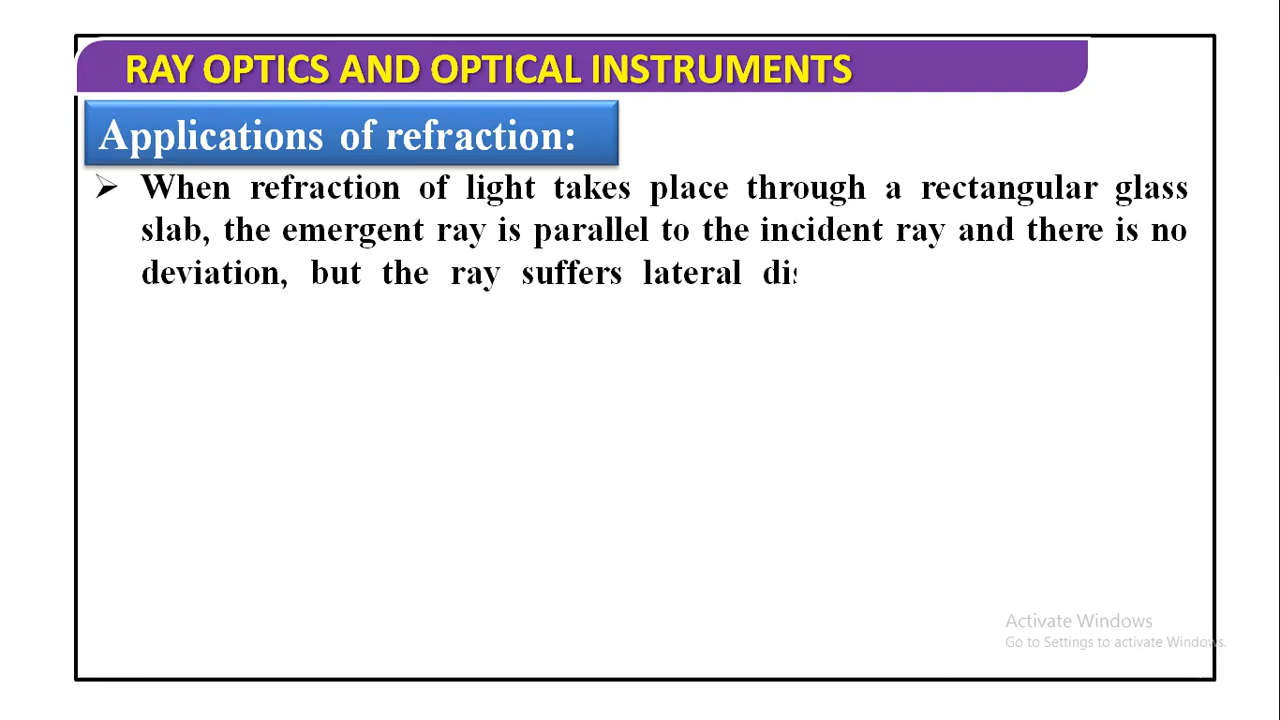 RAY OPTICS AND OPTICAL INSTRUMENTS
Applications of refraction:
➢ When refraction of light takes place through a rectangular glass
slab, the emergent ray is parallel to the incident ray and there is no
deviation, but the ray suffers lateral
Activate Windows
Go to Settings to activate Windows.